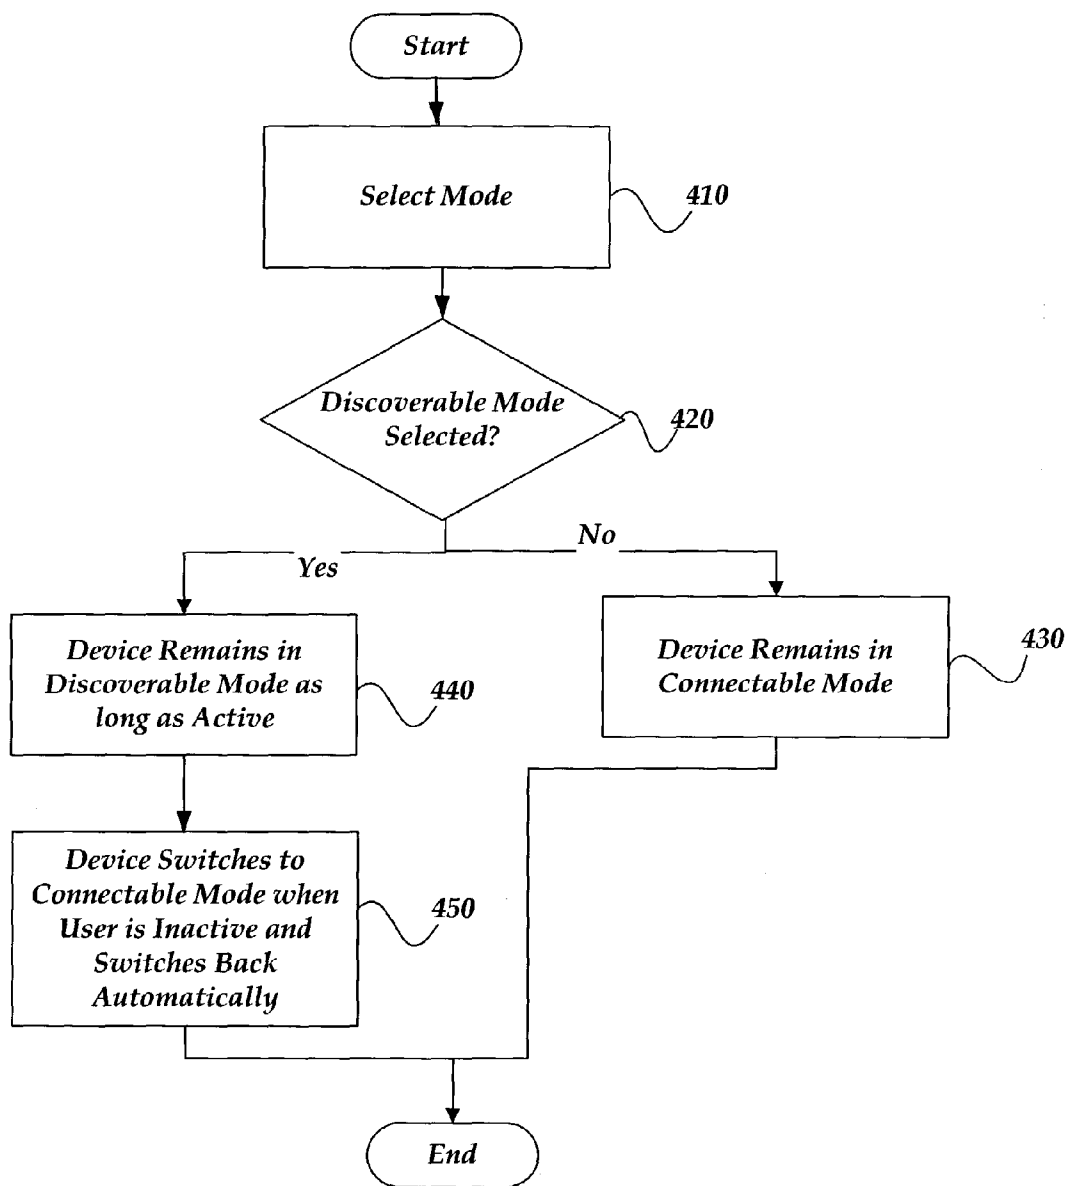 Start
Select Mode
410
Discoverable Mode
Selected?
420
Yes
No
Device Remains in
Discoverable Mode as
long as Active
440
Device Remains in
Connectable Mode
430
Device Switches to
Connectable Mode when
User is Inactive and
Switches Back
Automatically
450
End